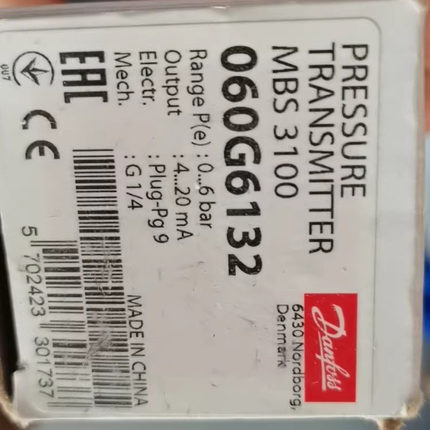 PRESSURE
TRANSMITTER
MBS 3100
Danfoss
6430 Nordborg,
Denmark
060G6132
Range P(e) : 0...6 bar
Output : 4...20 mA
Electr. : Plug-Pg 9
Mech. : G 1/4
MADE IN CHINA
EAC
CE
007
5 702423 301737